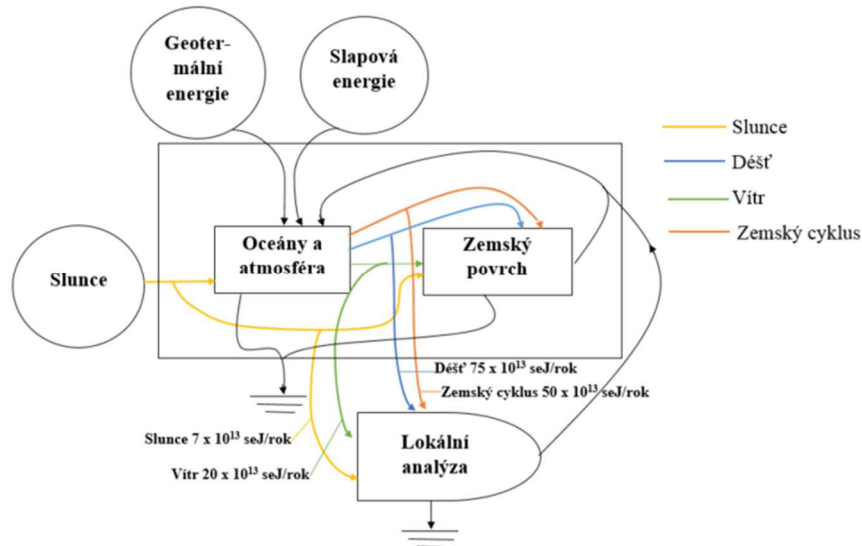 Geoter-
mální
energie
Slapová
energie
Slunce
Déšť
Vítr
Zemský cyklus
Oceány a
atmosféra
Zemský
povrch
Slunce
Déšť 75 x 10¹³ seJ/rok
Zemský cyklus 50 x 10¹³ seJ/rok
Slunce 7 x 10¹³ seJ/rok
Vítr 20 x 10¹³ seJ/rok
Lokální
analýza